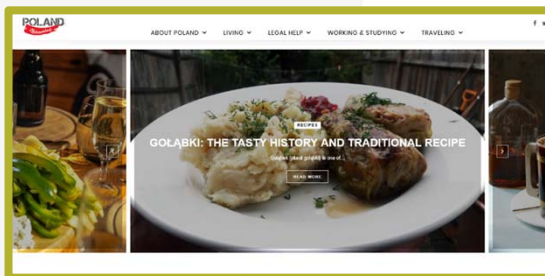 POLAND
ABOUT POLAND
LIVING
LEGAL HELP
WORKING & STUDYING
TRAVELING
RECIPES
GOŁĄBKI: THE TASTY HISTORY AND TRADITIONAL RECIPE
READ MORE